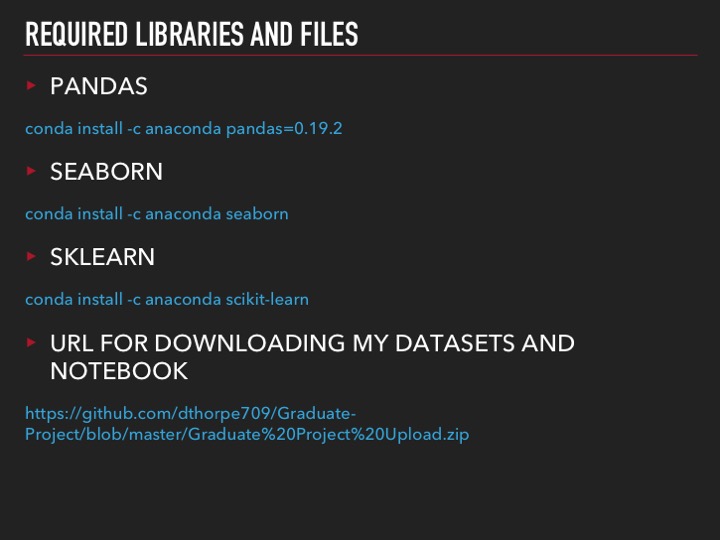 REQUIRED LIBRARIES AND FILES
▸ PANDAS
conda install -c anaconda pandas=0.19.2
▸ SEABORN
conda install -c anaconda seaborn
▸ SKLEARN
conda install -c anaconda scikit-learn
▸ URL FOR DOWNLOADING MY DATASETS AND
NOTEBOOK
https://github.com/dthorpe709/Graduate-
Project/blob/master/Graduate%20Project%20Upload.zip